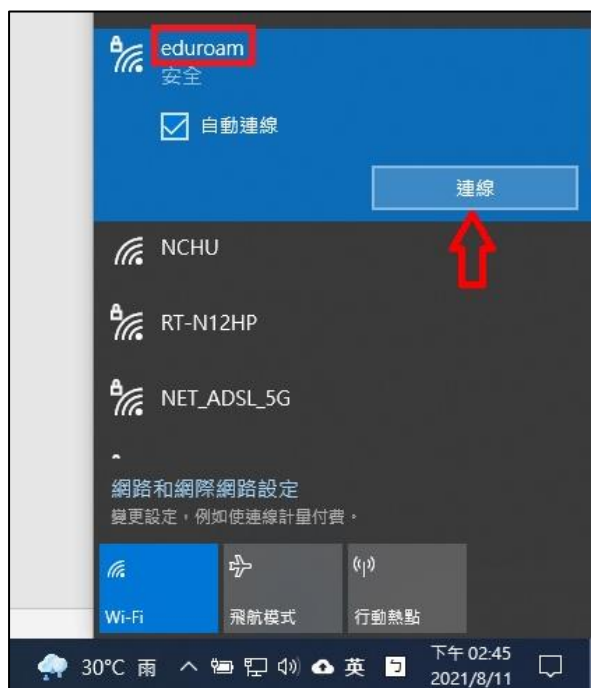 eduroam
安全
自動連線
連線
NCHU
RT-N12HP
NET_ADSL_5G
網路和網際網路設定
變更設定，例如使連線計量付費。
Wi-Fi 飛航模式 行動熱點
30°C 雨 英 ㄅ 下午 02:45
2021/8/11